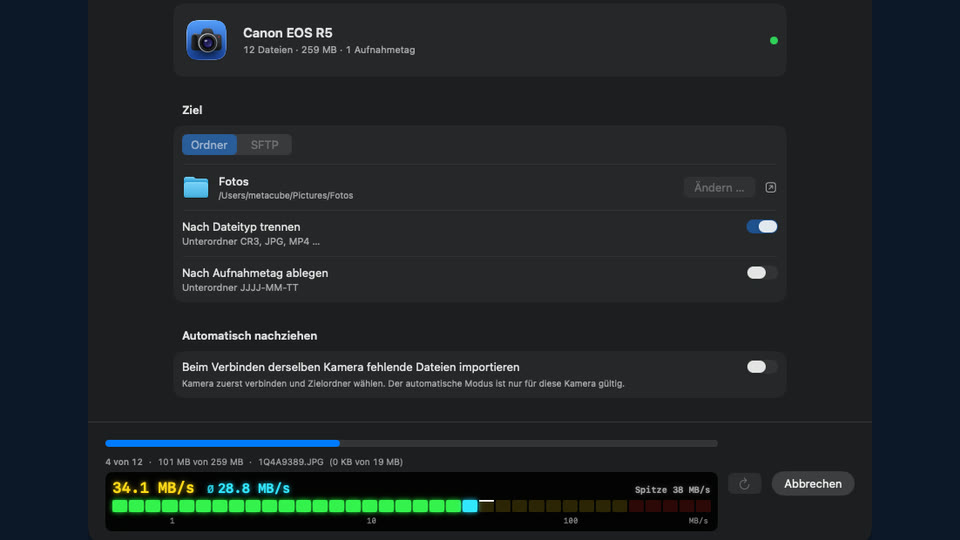 Canon EOS R5
12 Dateien · 259 MB · 1 Aufnahmetag
Ziel
Ordner SFTP
Fotos
/Users/metacube/Pictures/Fotos
Ändern ...
Nach Dateityp trennen
Unterordner CR3, JPG, MP4 ...
Nach Aufnahmetag ablegen
Unterordner JJJJ-MM-TT
Automatisch nachziehen
Beim Verbinden derselben Kamera fehlende Dateien importieren
Kamera zuerst verbinden und Zielordner wählen. Der automatische Modus ist nur für diese Kamera gültig.
4 von 12 · 101 MB von 259 MB · 1Q4A9389.JPG (0 KB von 19 MB)
34.1 MB/s ø 28.8 MB/s Spitze 38 MB/s
1 10 100 MB/s
Abbrechen